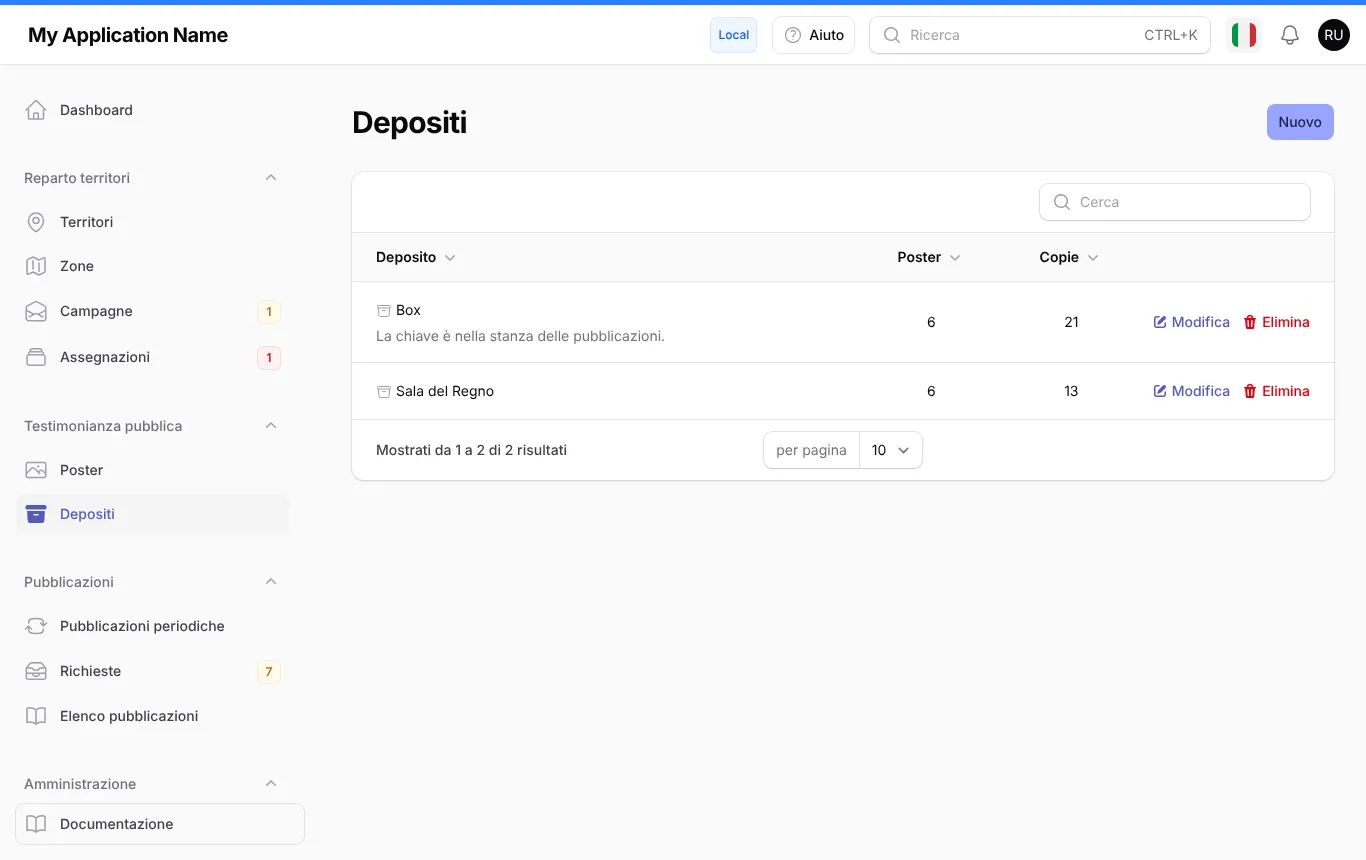 My Application Name
Local
Aiuto
Ricerca CTRL+K
RU
Dashboard
Reparto territori
Territori
Zone
Campagne 1
Assegnazioni 1
Testimonianza pubblica
Poster
Depositi
Pubblicazioni
Pubblicazioni periodiche
Richieste 7
Elenco pubblicazioni
Amministrazione
Documentazione
Depositi
Nuovo
Cerca
Deposito Poster Copie
Box
La chiave è nella stanza delle pubblicazioni.
6 21 Modifica Elimina
Sala del Regno 6 13 Modifica Elimina
Mostrati da 1 a 2 di 2 risultati
per pagina 10